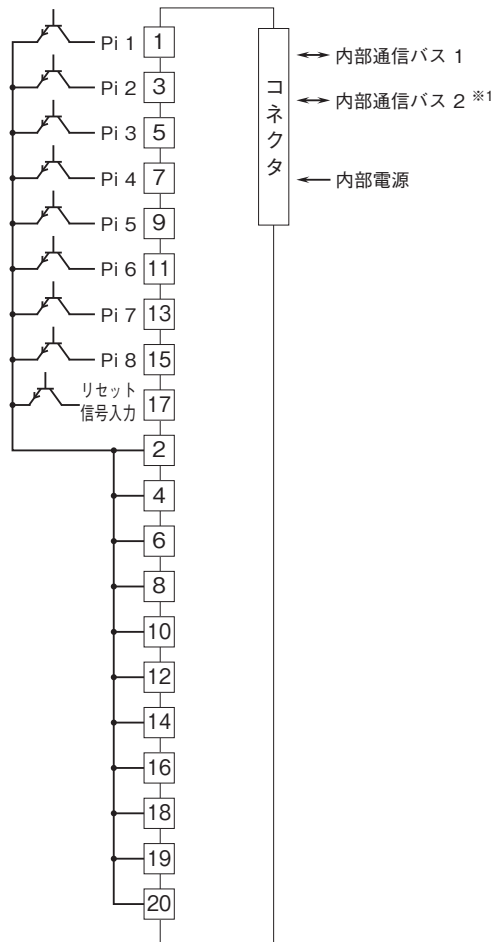 Pi 1 1
Pi 2 3
Pi 3 5
Pi 4 7
Pi 5 9
Pi 6 11
Pi 7 13
Pi 8 15
リセット
信号入力 17
2
4
6
8
10
12
14
16
18
19
20
コネクタ
内部通信バス 1
内部通信バス 2 ※1
内部電源